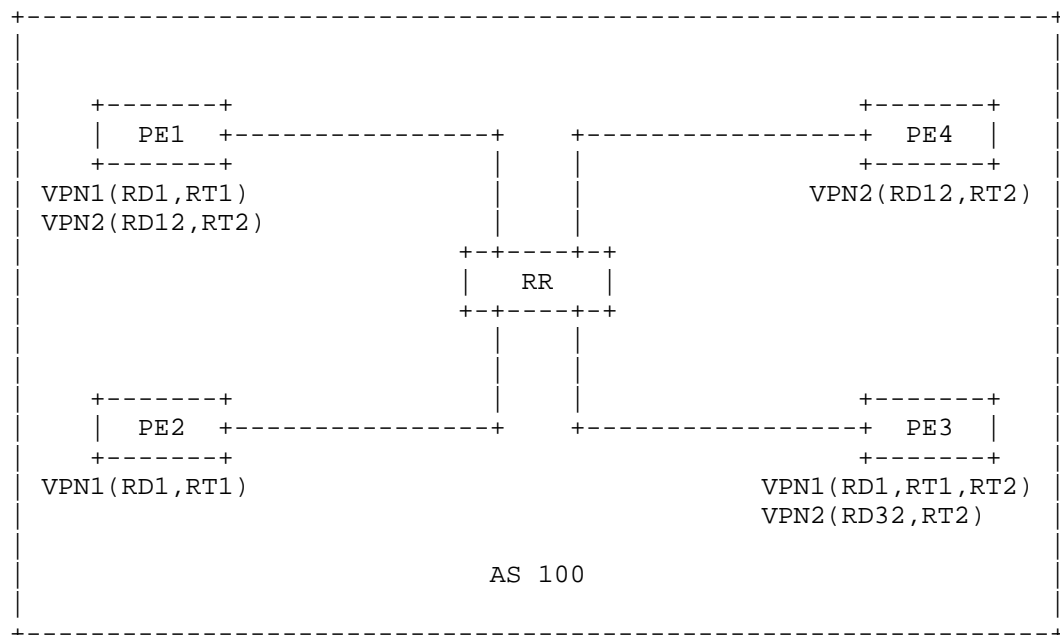 PE1 PE4
VPN1(RD1,RT1) VPN2(RD12,RT2)
VPN2(RD12,RT2)
RR
PE2 PE3
VPN1(RD1,RT1) VPN1(RD1,RT1,RT2)
VPN2(RD32,RT2)
AS 100